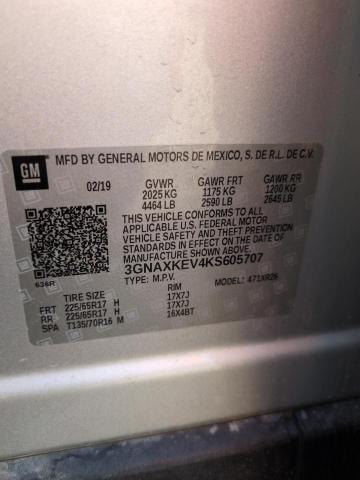 GM
MFD BY GENERAL MOTORS DE MEXICO, S. DE R.L. DE C.V.
02/19 GVWR GAWR FRT GAWR RR
2025 KG 1175 KG 1200 KG
4464 LB 2590 LB 2645 LB
THIS VEHICLE CONFORMS TO ALL
APPLICABLE U.S. FEDERAL MOTOR
VEHICLE SAFETY, BUMPER, AND
THEFT PREVENTION STANDARDS IN
EFFECT ON THE DATE OF
MANUFACTURE SHOWN ABOVE.
3GNAXKEV4KS605707
636R TYPE: M.P.V. MODEL: 471XR26
TIRE SIZE RIM
FRT 225/65R17 H 17X7J
RR 225/65R17 H 17X7J
SPA T135/70R16 M 16X4BT